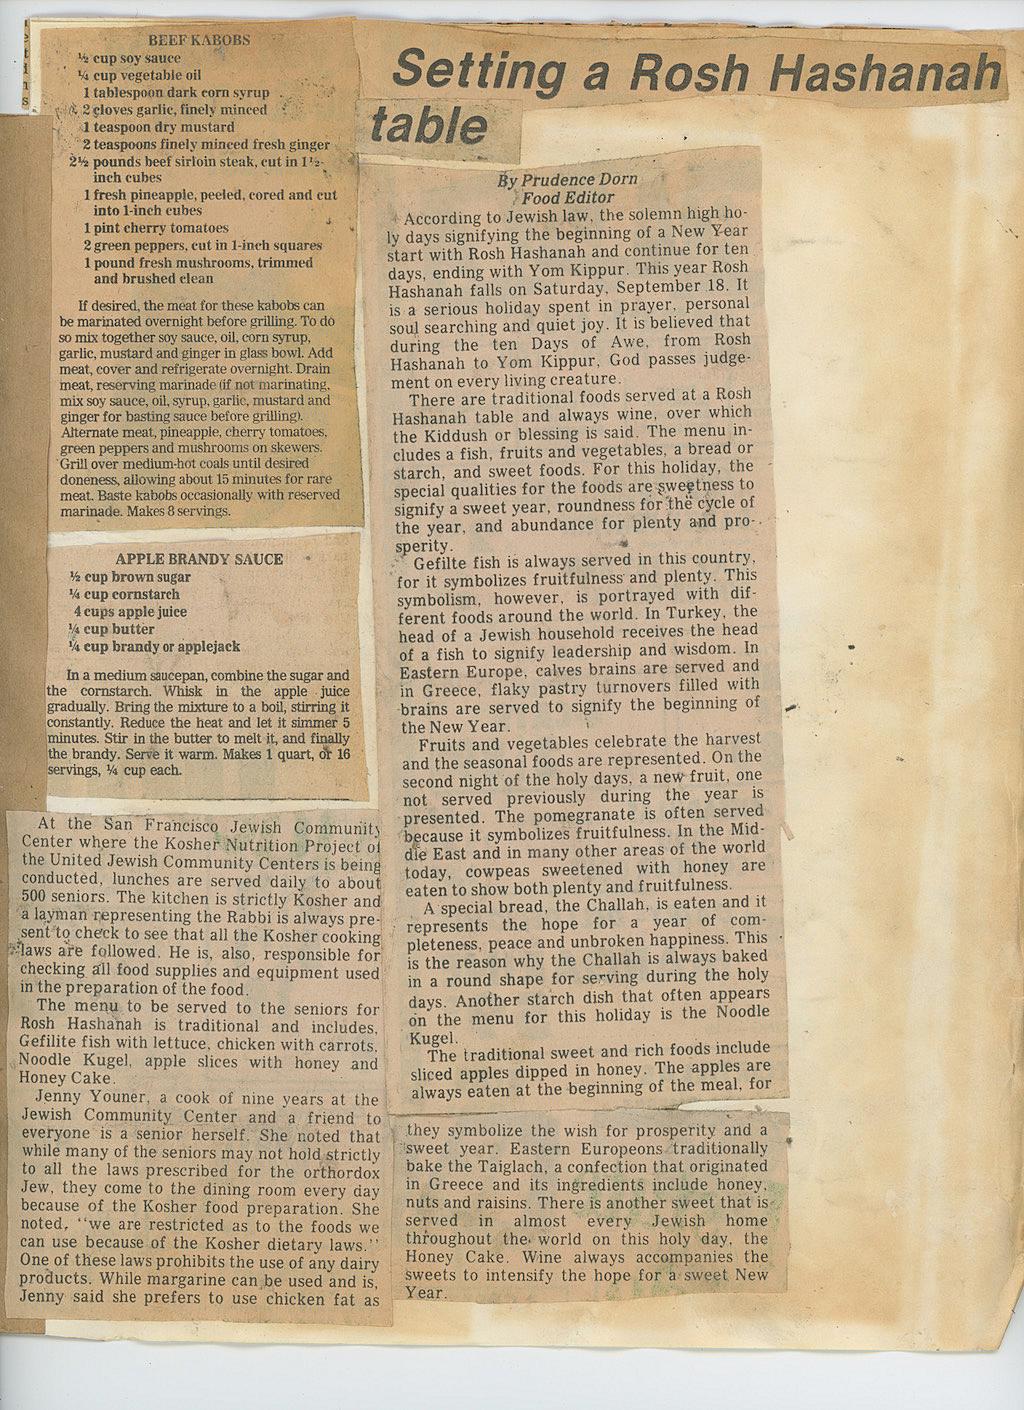 BEEF KABOBS
½ cup soy sauce
¼ cup vegetable oil
1 tablespoon dark corn syrup
2 cloves garlic, finely minced
1 teaspoon dry mustard
2 teaspoons finely minced fresh ginger
2½ pounds beef sirloin steak, cut in 1½-
inch cubes
1 fresh pineapple, peeled, cored and cut
into 1-inch cubes
1 pint cherry tomatoes
2 green peppers, cut in 1-inch squares
1 pound fresh mushrooms, trimmed
and brushed clean
If desired, the meat for these kabobs can
be marinated overnight before grilling. To do
so mix together soy sauce, oil, corn syrup,
garlic, mustard and ginger in glass bowl. Add
meat, cover and refrigerate overnight. Drain
meat, reserving marinade (if not marinating,
mix soy sauce, oil, syrup, garlic, mustard and
ginger for basting sauce before grilling).
Alternate meat, pineapple, cherry tomatoes,
green peppers and mushrooms on skewers.
Grill over medium-hot coals until desired
doneness, allowing about 15 minutes for rare
meat. Baste kabobs occasionally with reserved
marinade. Makes 8 servings.
APPLE BRANDY SAUCE
½ cup brown sugar
¼ cup cornstarch
4 cups apple juice
¼ cup butter
¼ cup brandy or applejack
In a medium saucepan, combine the sugar and
the cornstarch. Whisk in the apple juice
gradually. Bring the mixture to a boil, stirring it
constantly. Reduce the heat and let it simmer 5
minutes. Stir in the butter to melt it, and finally
the brandy. Serve it warm. Makes 1 quart, or 16
servings, ¼ cup each.
Setting a Rosh Hashanah
table
By Prudence Dorn
Food Editor
According to Jewish law, the solemn high ho-
ly days signifying the beginning of a New Year
start with Rosh Hashanah and continue for ten
days, ending with Yom Kippur. This year Rosh
Hashanah falls on Saturday, September 18. It
is a serious holiday spent in prayer, personal
soul searching and quiet joy. It is believed that
during the ten Days of Awe, from Rosh
Hashanah to Yom Kippur, God passes judge-
ment on every living creature.
There are traditional foods served at a Rosh
Hashanah table and always wine, over which
the Kiddush or blessing is said. The menu in-
cludes a fish, fruits and vegetables, a bread or
starch, and sweet foods. For this holiday, the
special qualities for the foods are sweetness to
signify a sweet year, roundness for the cycle of
the year, and abundance for plenty and pro-
sperity.
Gefilte fish is always served in this country,
for it symbolizes fruitfulness and plenty. This
symbolism, however, is portrayed with dif-
ferent foods around the world. In Turkey, the
head of a Jewish household receives the head
of a fish to signify leadership and wisdom. In
Eastern Europe, calves brains are served and
in Greece, flaky pastry turnovers filled with
brains are served to signify the beginning of
the New Year.
Fruits and vegetables celebrate the harvest
and the seasonal foods are represented. On the
second night of the holy days, a new fruit, one
not served previously during the year is
presented. The pomegranate is often served
because it symbolizes fruitfulness. In the Mid-
dle East and in many other areas of the world
today, cowpeas sweetened with honey are
eaten to show both plenty and fruitfulness.
A special bread, the Challah, is eaten and it
represents the hope for a year of com-
pleteness, peace and unbroken happiness. This
is the reason why the Challah is always baked
in a round shape for serving during the holy
days. Another starch dish that often appears
on the menu for this holiday is the Noodle
Kugel.
The traditional sweet and rich foods include
sliced apples dipped in honey. The apples are
always eaten at the beginning of the meal, for
they symbolize the wish for prosperity and a
sweet year. Eastern Europeons traditionally
bake the Taiglach, a confection that originated
in Greece and its ingredients include honey,
nuts and raisins. There is another sweet that is
served in almost every Jewish home
throughout the world on this holy day, the
Honey Cake. Wine always accompanies the
sweets to intensify the hope for a sweet New
Year.
At the San Francisco Jewish Community
Center where the Kosher Nutrition Project of
the United Jewish Community Centers is being
conducted, lunches are served daily to about
500 seniors. The kitchen is strictly Kosher and
a layman representing the Rabbi is always pre-
sent to check to see that all the Kosher cooking
laws are followed. He is, also, responsible for
checking all food supplies and equipment used
in the preparation of the food.
The menu to be served to the seniors for
Rosh Hashanah is traditional and includes,
Gefilite fish with lettuce, chicken with carrots,
Noodle Kugel, apple slices with honey and
Honey Cake.
Jenny Youner, a cook of nine years at the
Jewish Community Center and a friend to
everyone is a senior herself. She noted that
while many of the seniors may not hold strictly
to all the laws prescribed for the orthodox
Jew, they come to the dining room every day
because of the Kosher food preparation. She
noted, "we are restricted as to the foods we
can use because of the Kosher dietary laws."
One of these laws prohibits the use of any dairy
products. While margarine can be used and is,
Jenny said she prefers to use chicken fat as